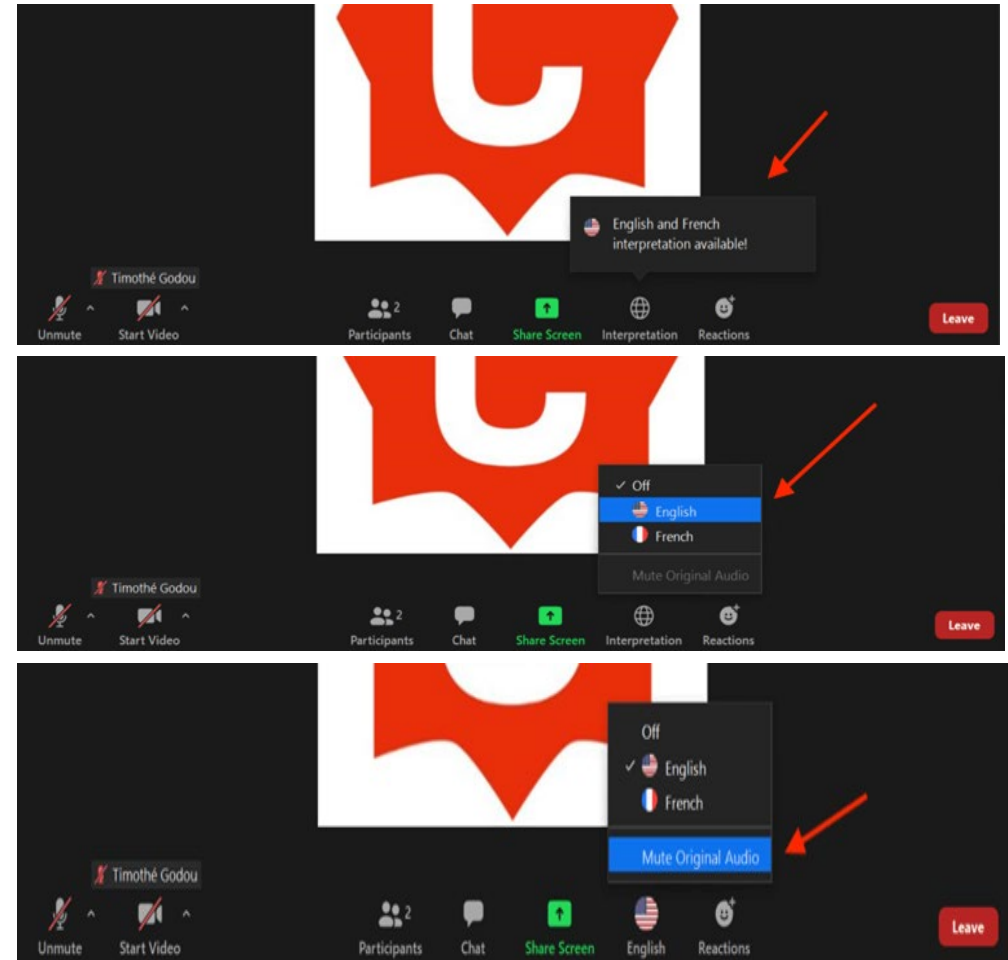 English and French
interpretation available!
Timothé Godou
2
Unmute Start Video Participants Chat Share Screen Interpretation Reactions Leave
Off
English
French
Mute Original Audio
Timothé Godou
2
Unmute Start Video Participants Chat Share Screen Interpretation Reactions Leave
Off
English
French
Mute Original Audio
Timothé Godou
2
Unmute Start Video Participants Chat Share Screen English Reactions Leave